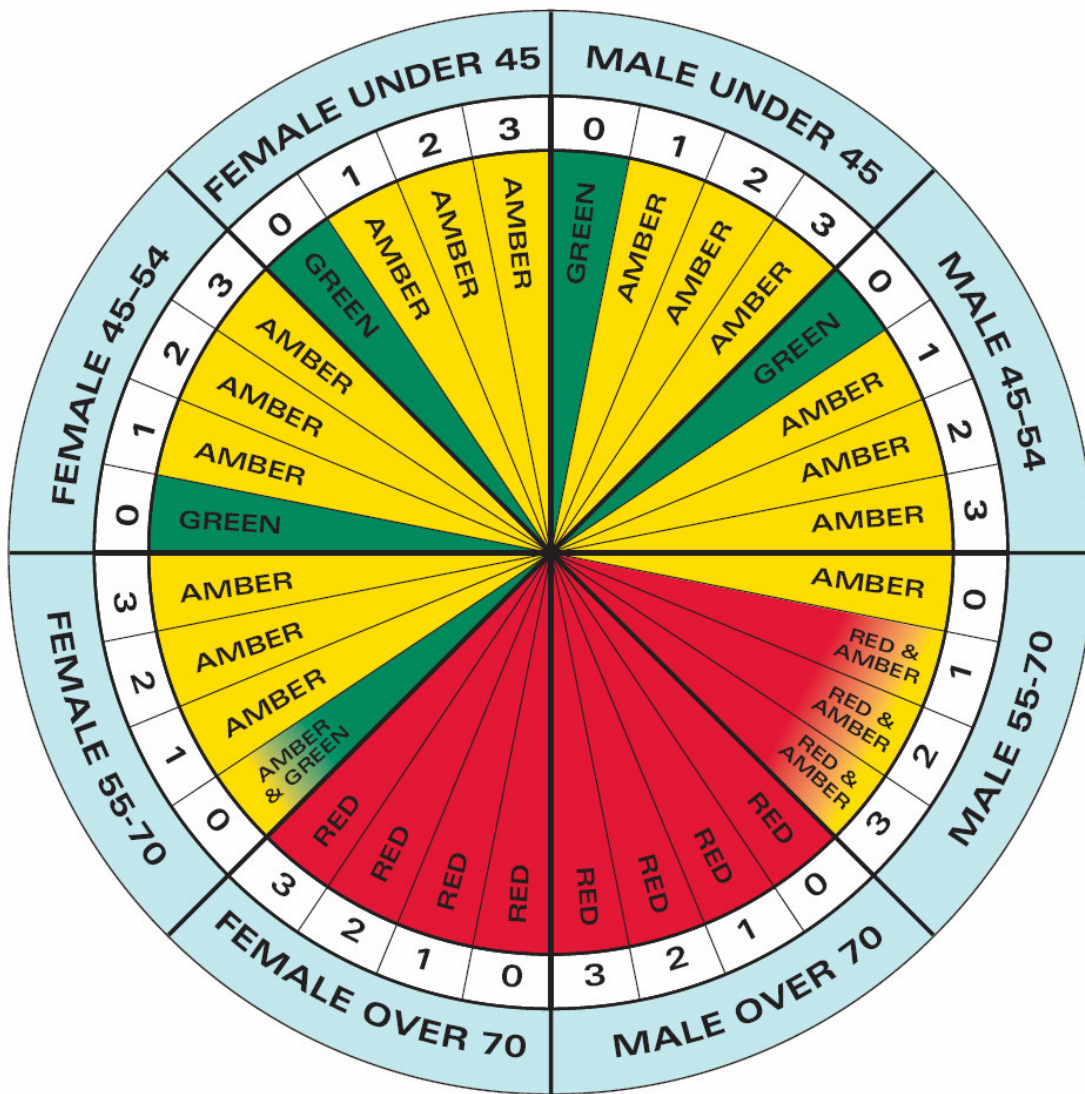 MALE UNDER 45
0
GREEN
1
AMBER
2
AMBER
3
AMBER
MALE 45–54
0
GREEN
1
AMBER
2
AMBER
3
AMBER
MALE 55-70
0
AMBER
1
RED &
AMBER
2
RED &
AMBER
3
RED &
AMBER
MALE OVER 70
0
RED
1
RED
2
RED
3
RED
FEMALE OVER 70
0
RED
1
RED
2
RED
3
RED
FEMALE 55-70
0
AMBER
& GREEN
1
AMBER
2
AMBER
3
AMBER
FEMALE 45–54
0
GREEN
1
AMBER
2
AMBER
3
AMBER
FEMALE UNDER 45
0
GREEN
1
AMBER
2
AMBER
3
AMBER